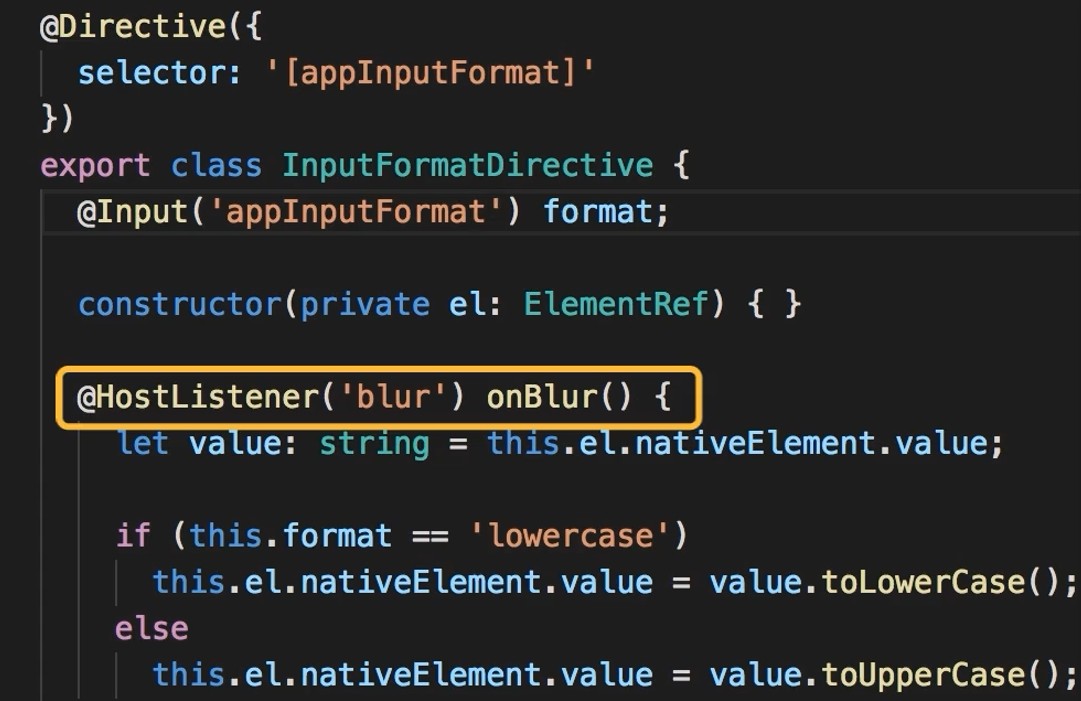 @Directive({
selector: '[appInputFormat]'
})
export class InputFormatDirective {
@Input('appInputFormat') format;
constructor(private el: ElementRef) { }
@HostListener('blur') onBlur() {
let value: string = this.el.nativeElement.value;
if (this.format == 'lowercase')
this.el.nativeElement.value = value.toLowerCase();
else
this.el.nativeElement.value = value.toUpperCase();